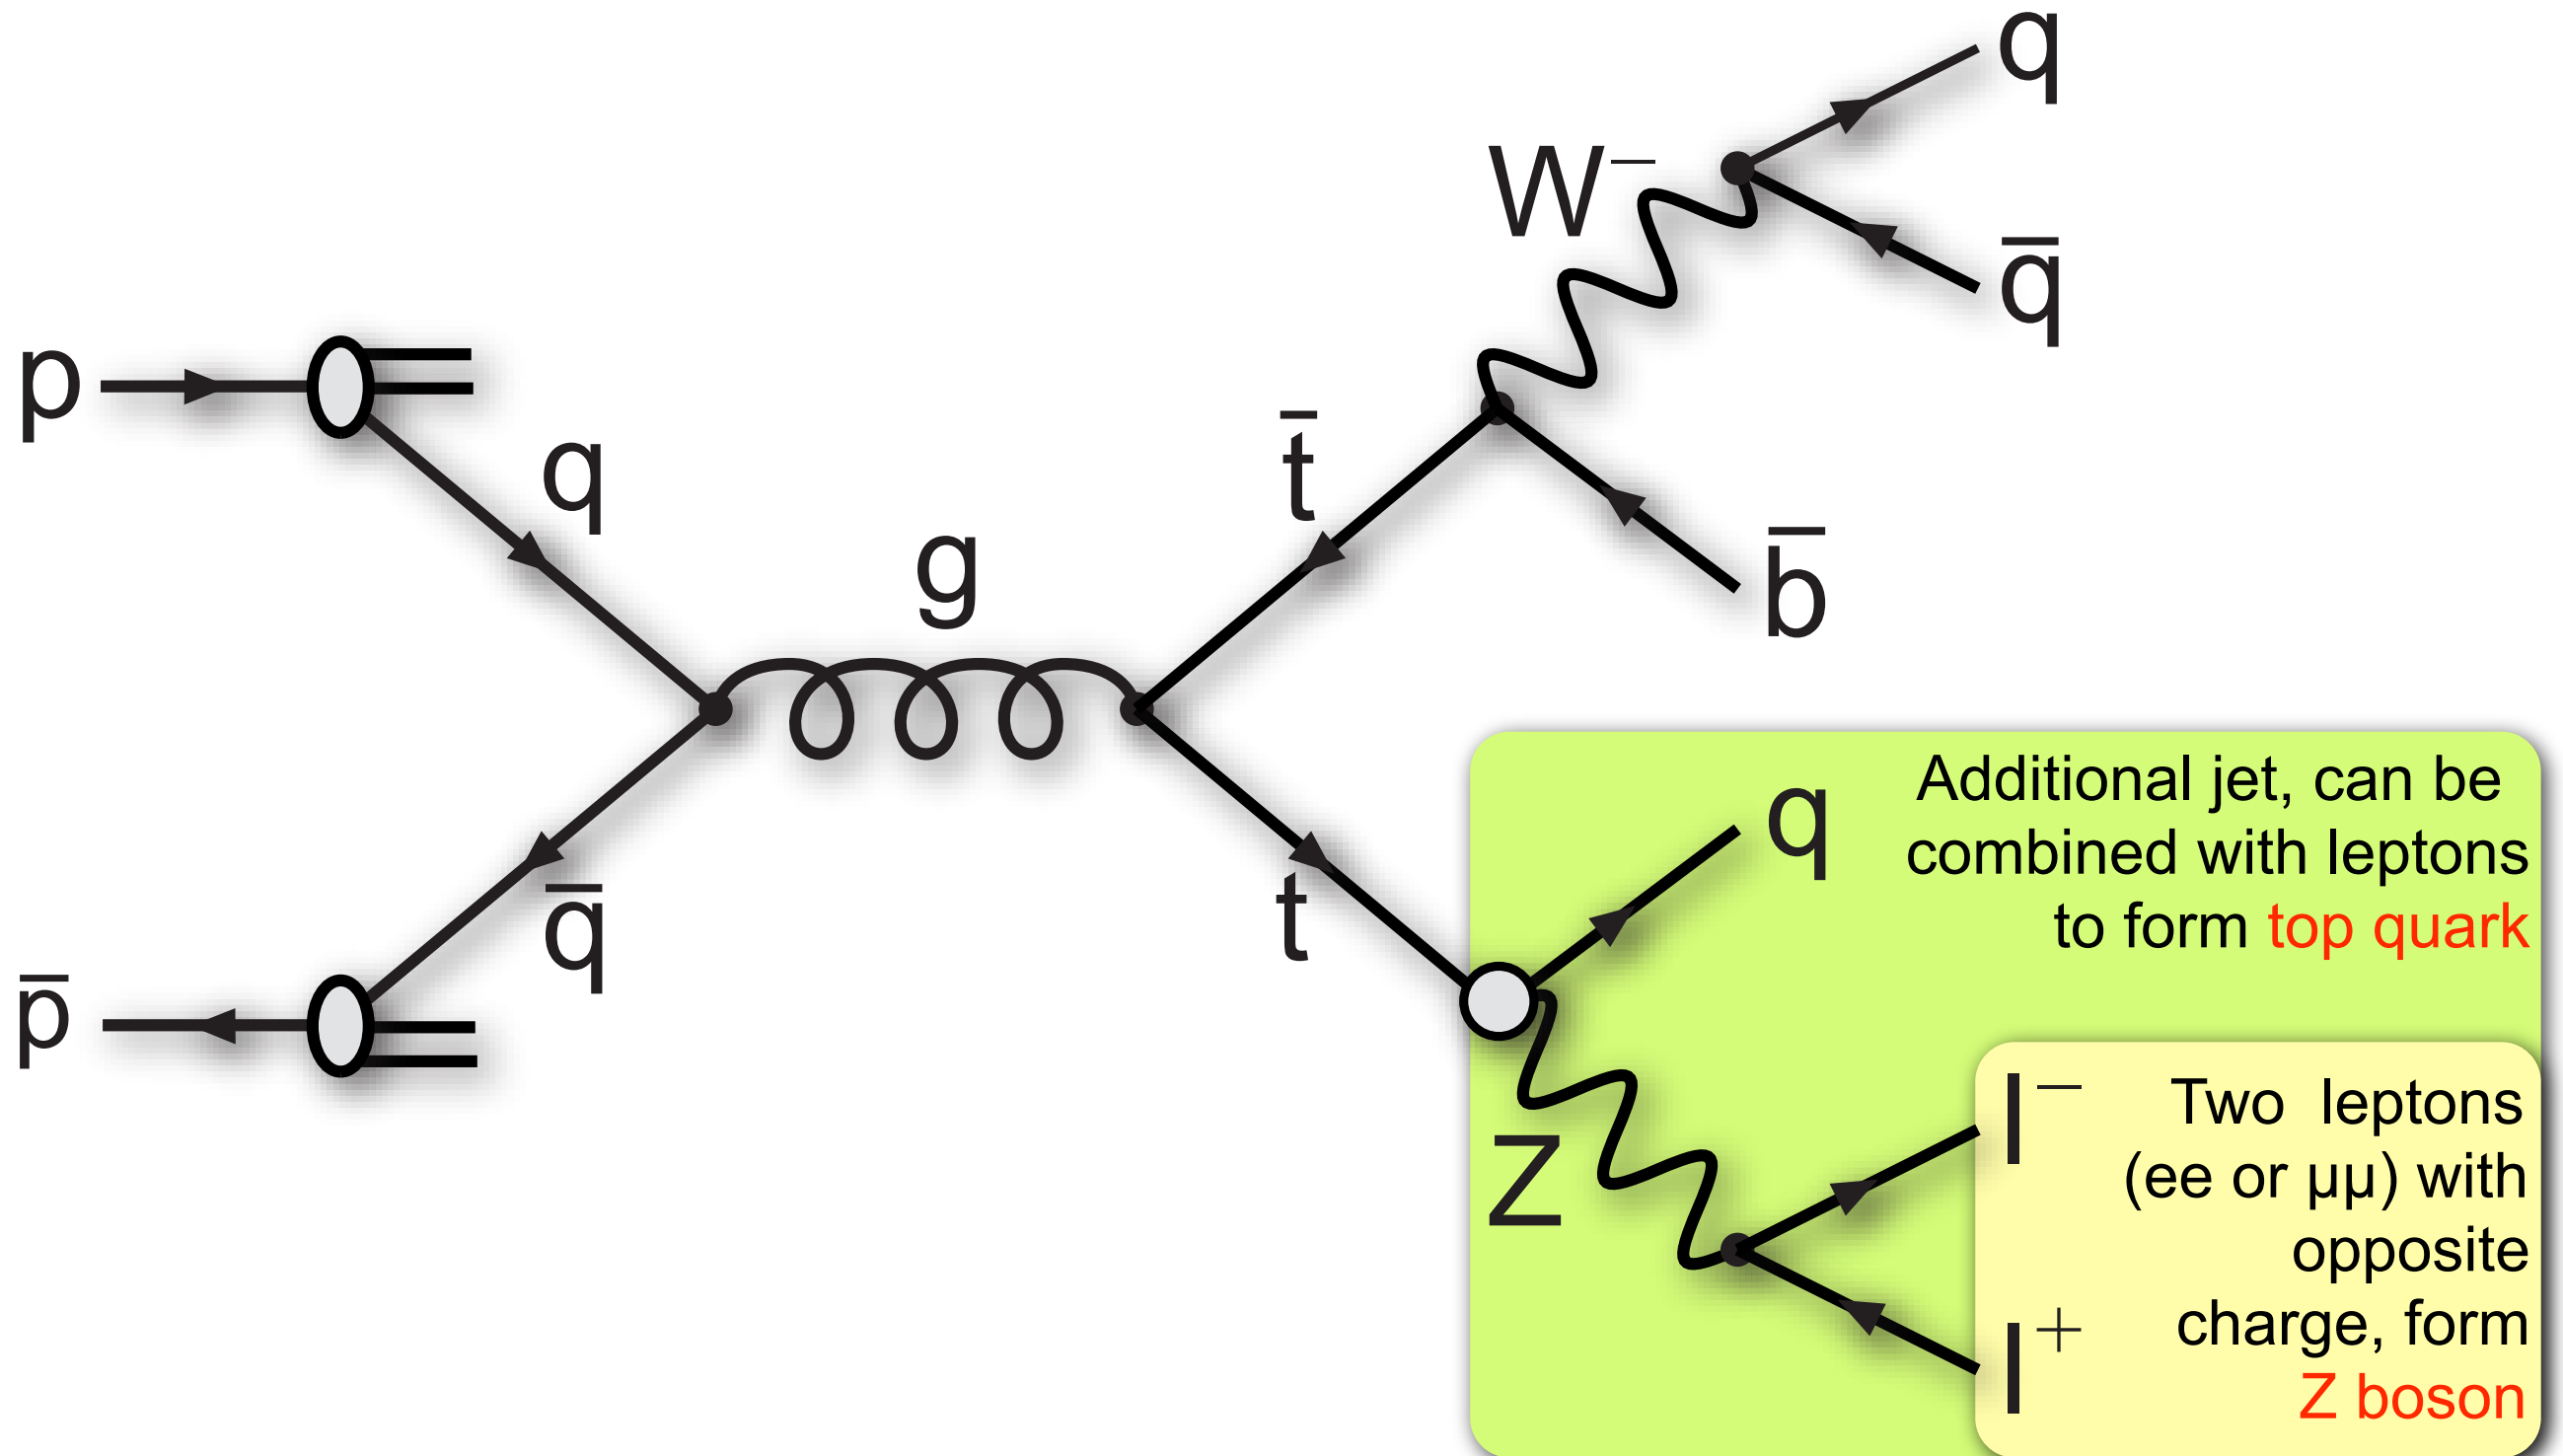 q
W⁻
q̄
p
q
t̄
g
b̄
q̄
t
p̄
q
Additional jet, can be
combined with leptons
to form top quark
Z
l⁻
Two leptons
(ee or μμ) with
opposite
charge, form
Z boson
l⁺